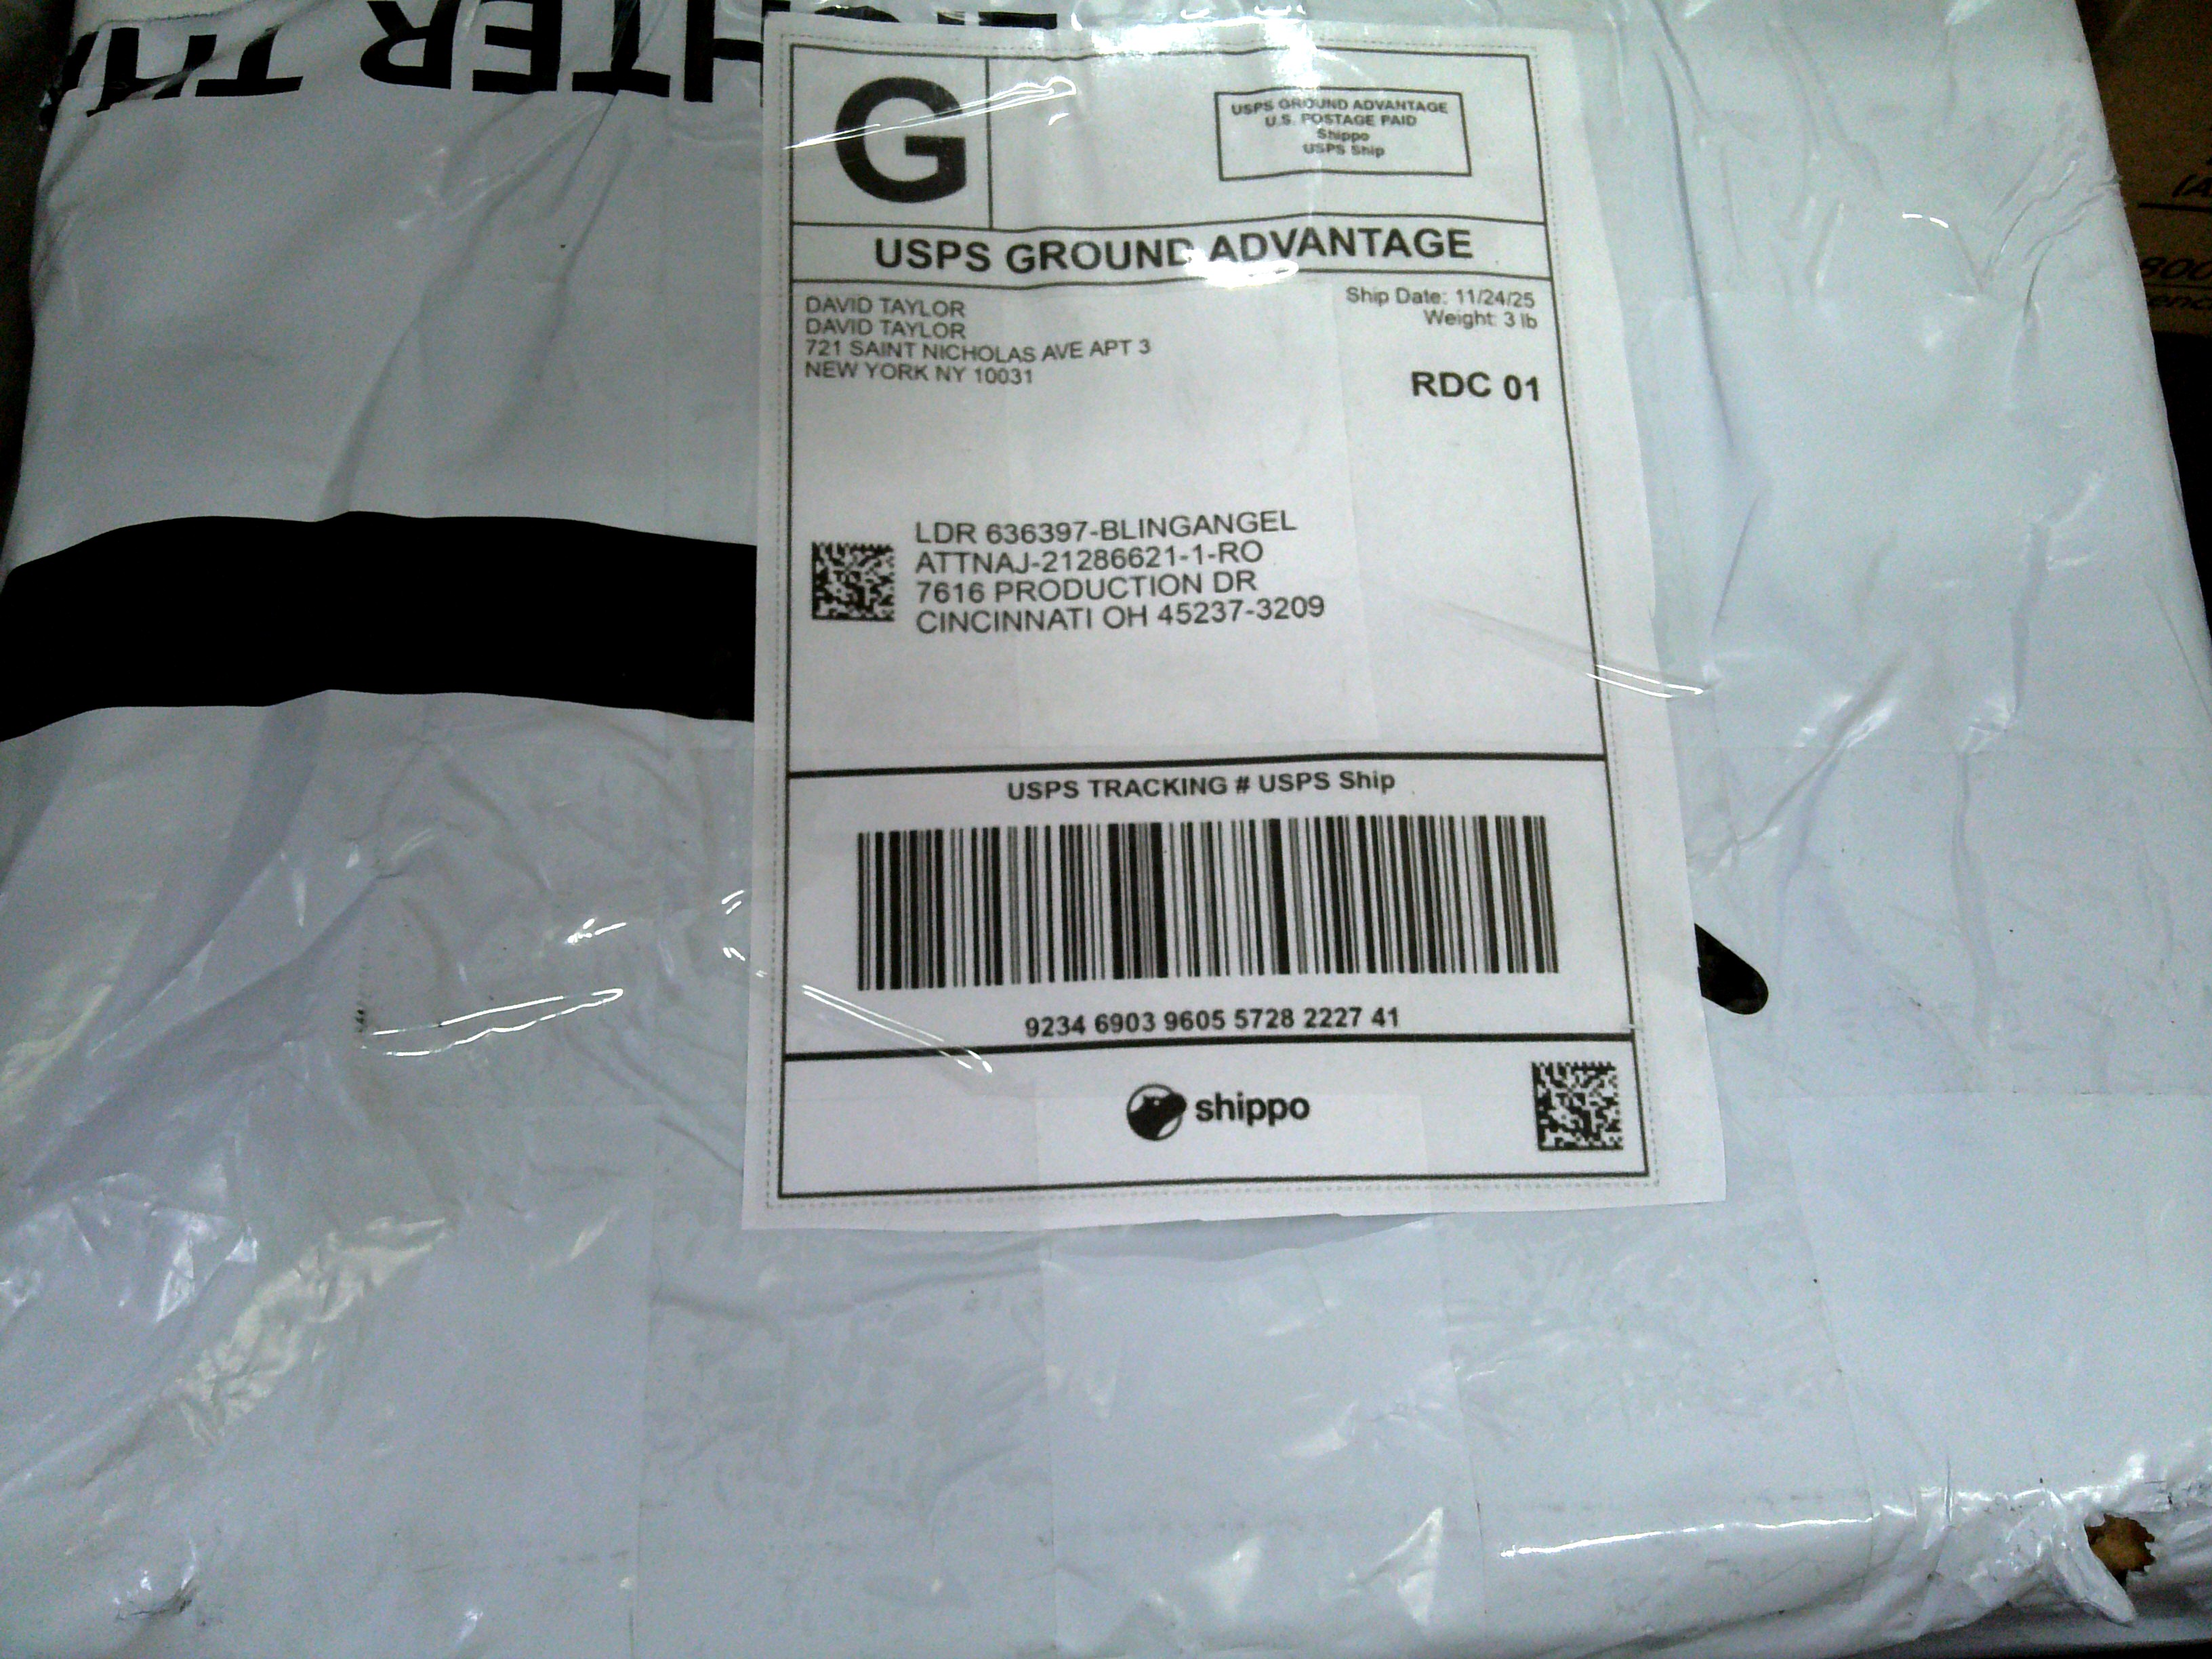 G
USPS GROUND ADVANTAGE
U.S. POSTAGE PAID
Shippo
USPS Ship
USPS GROUND ADVANTAGE
DAVID TAYLOR
DAVID TAYLOR
721 SAINT NICHOLAS AVE APT 3
NEW YORK NY 10031
Ship Date: 11/24/25
Weight: 3 lb
RDC 01
LDR 636397-BLINGANGEL
ATTNAJ-21286621-1-RO
7616 PRODUCTION DR
CINCINNATI OH 45237-3209
USPS TRACKING # USPS Ship
9234 6903 9605 5728 2227 41
shippo